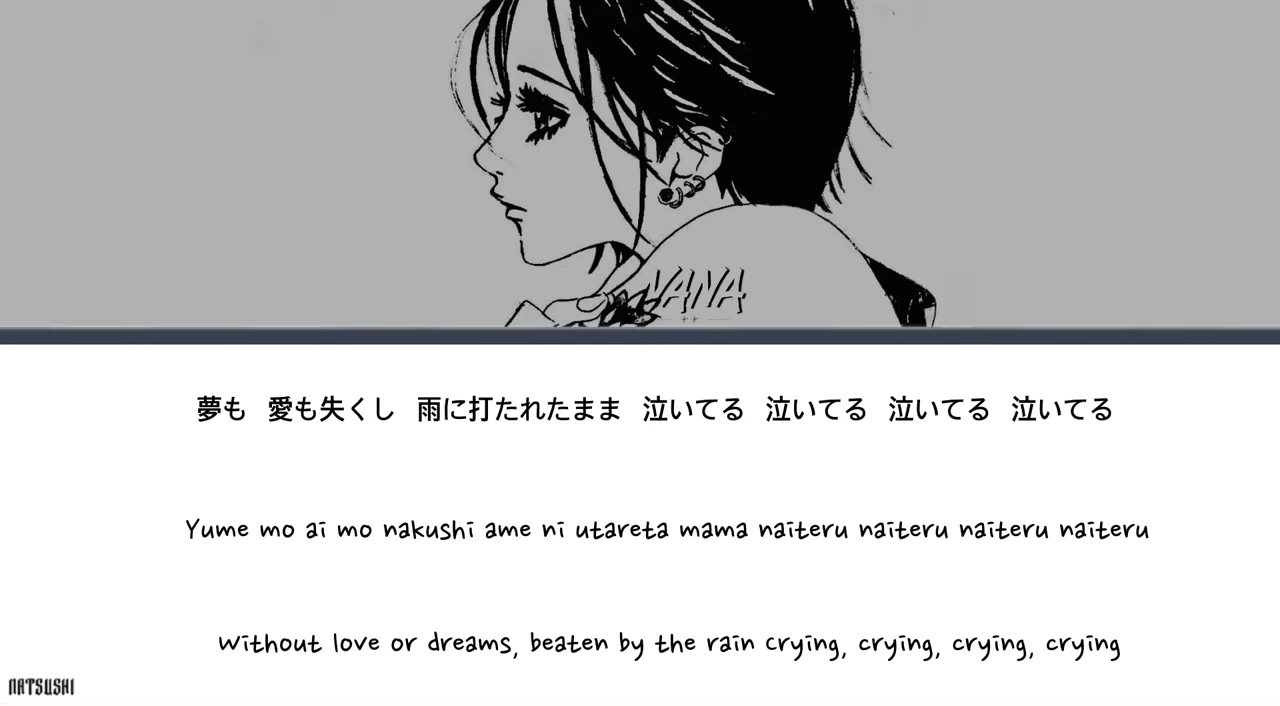 NANA
夢も 愛も失くし 雨に打たれたまま 泣いてる 泣いてる 泣いてる 泣いてる
Yume mo ai mo nakushi ame ni utareta mama naiteru naiteru naiteru naiteru
Without love or dreams, beaten by the rain crying, crying, crying, crying
NATSUSHI